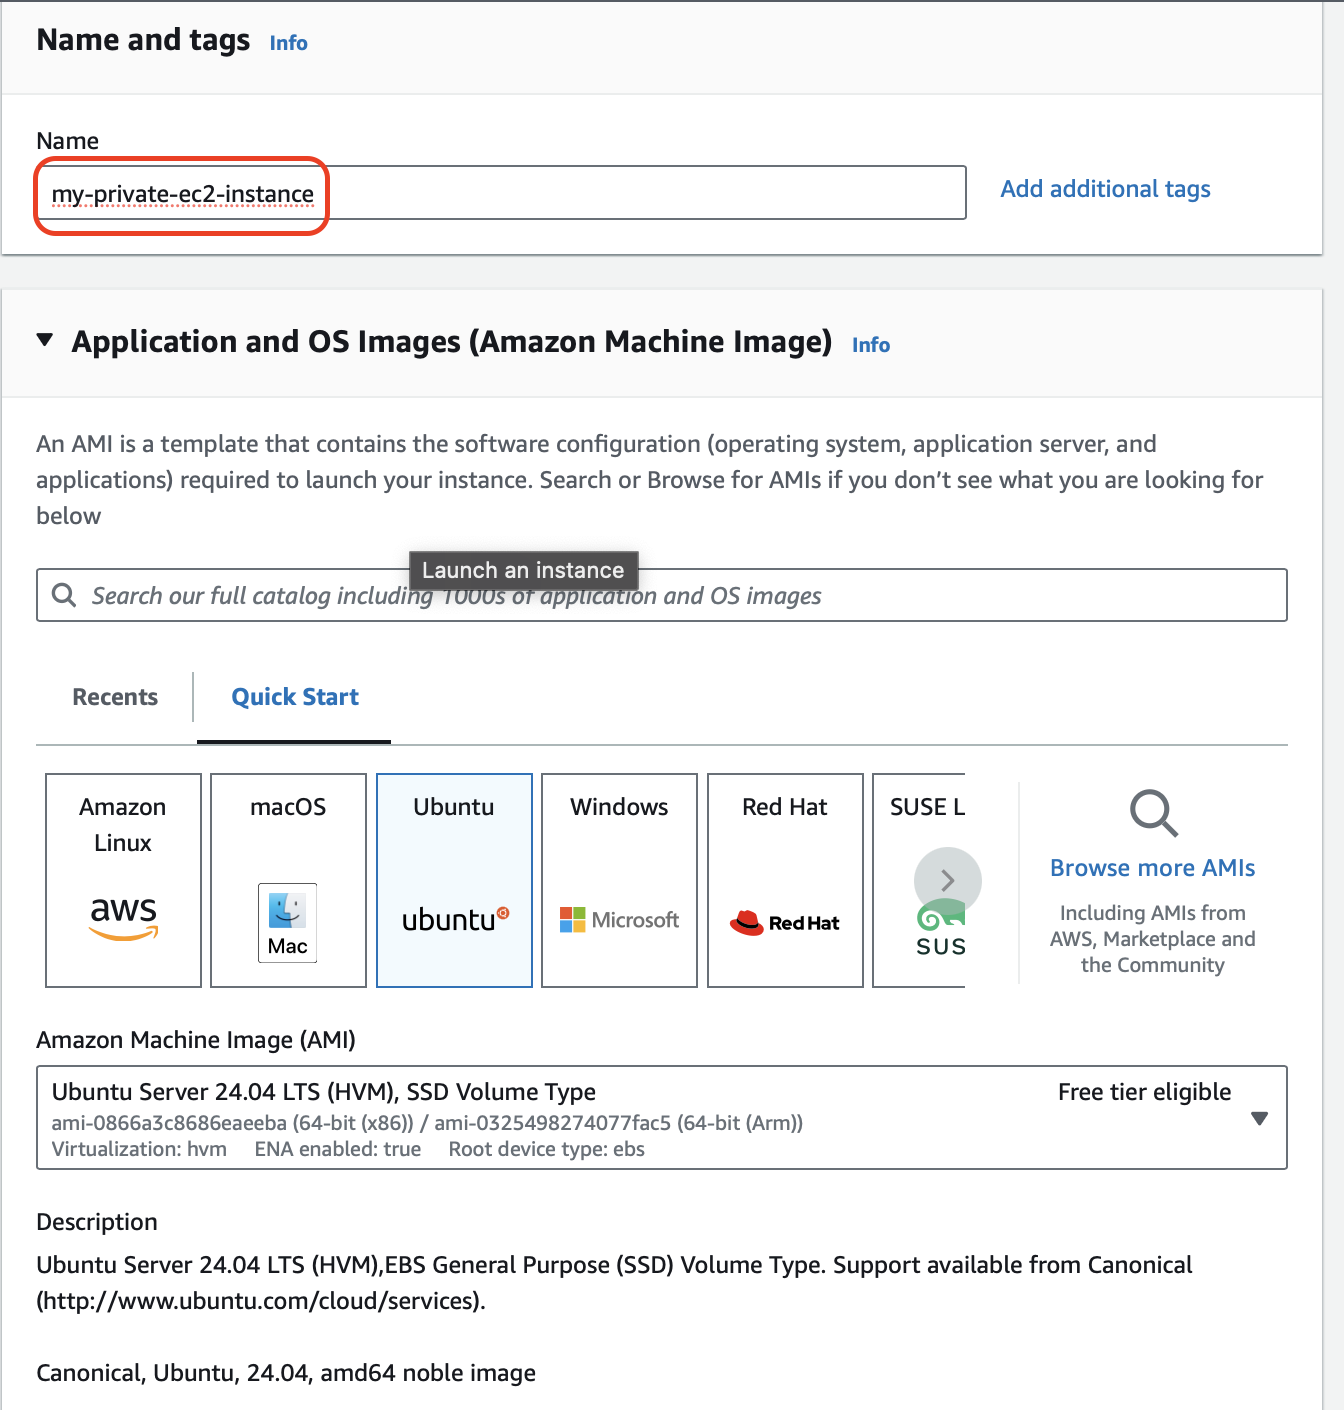 Name and tags Info
Name
my-private-ec2-instance
Add additional tags
Application and OS Images (Amazon Machine Image) Info
An AMI is a template that contains the software configuration (operating system, application server, and
applications) required to launch your instance. Search or Browse for AMIs if you don’t see what you are looking for
below
Launch an instance
Search our full catalog including 1000s of application and OS images
Recents
Quick Start
Amazon
Linux
aws
macOS
Mac
Ubuntu
ubuntu
Windows
Microsoft
Red Hat
Red Hat
SUSE L
SUS
Browse more AMIs
Including AMIs from
AWS, Marketplace and
the Community
Amazon Machine Image (AMI)
Ubuntu Server 24.04 LTS (HVM), SSD Volume Type
Free tier eligible
ami-0866a3c8686eaeeba (64-bit (x86)) / ami-0325498274077fac5 (64-bit (Arm))
Virtualization: hvm ENA enabled: true Root device type: ebs
Description
Ubuntu Server 24.04 LTS (HVM),EBS General Purpose (SSD) Volume Type. Support available from Canonical
(http://www.ubuntu.com/cloud/services).
Canonical, Ubuntu, 24.04, amd64 noble image